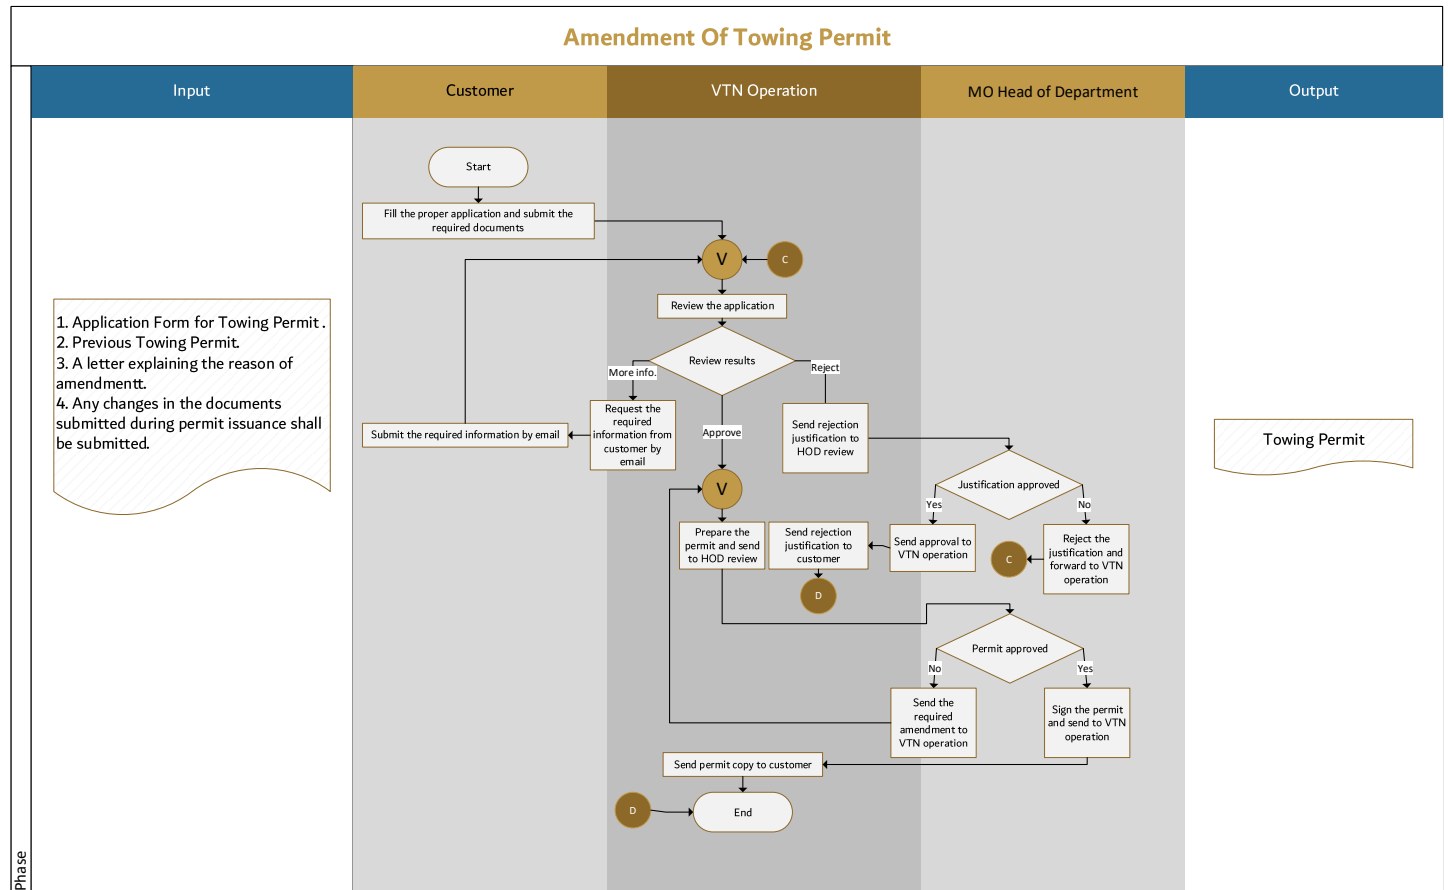 Amendment Of Towing Permit
Input
Customer
VTN Operation
MO Head of Department
Output
Start
Fill the proper application and submit the
required documents
V
C
Review the application
1. Application Form for Towing Permit .
2. Previous Towing Permit.
3. A letter explaining the reason of
amendmentt.
4. Any changes in the documents
submitted during permit issuance shall
be submitted.
Review results
More info.
Reject
Request the
required
information from
customer by
email
Submit the required information by email
Approve
Send rejection
justification to
HOD review
Towing Permit
Justification approved
V
Yes
No
Prepare the
permit and send
to HOD review
Send rejection
justification to
customer
Send approval to
VTN operation
C
Reject the
justification and
forward to VTN
operation
D
Permit approved
No
Yes
Send the
required
amendment to
VTN operation
Sign the permit
and send to VTN
operation
Send permit copy to customer
D
End
Phase